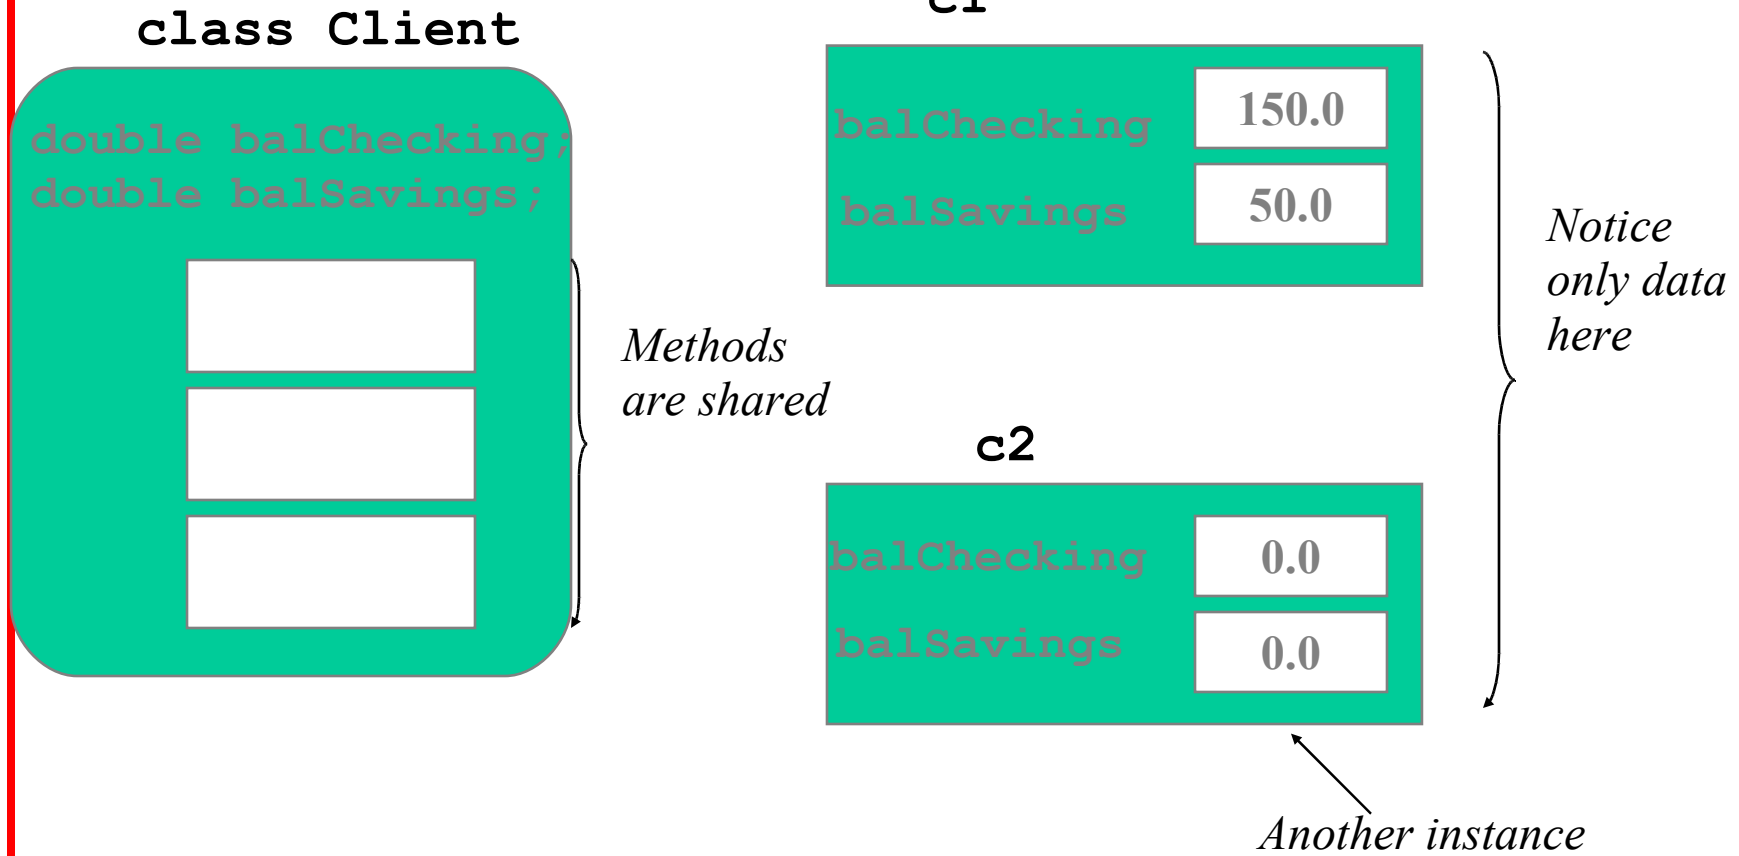 class Client
c1
double balChecking;
double balSavings;
balChecking
150.0
balSavings
50.0
Notice
only data
here
Methods
are shared
c2
balChecking
0.0
balSavings
0.0
Another instance